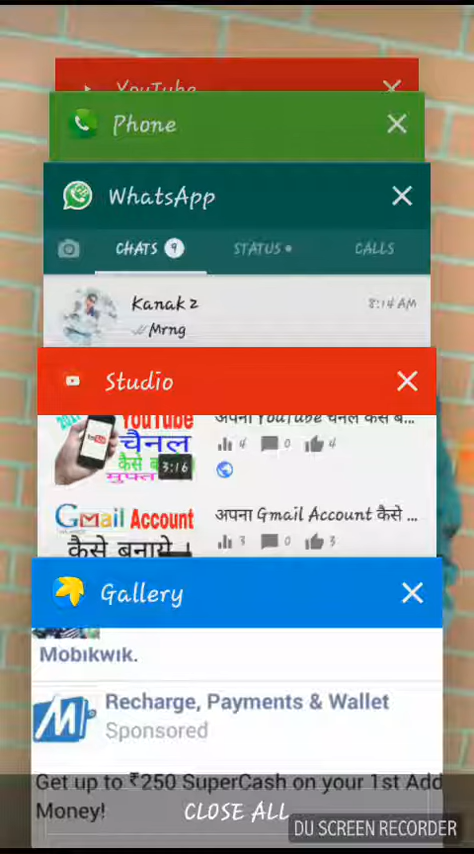 YouTube
Phone
WhatsApp
CHATS 9 STATUS CALLS
Kanak 2 8:14 AM
Mrng
Studio
YouTube अपना YouTube चैनल कैसे ब...
चैनल 4 0 4
कैसे 3:16
मुफ्त
Gmail Account अपना Gmail Account कैसे ...
कैसे बनाये 3 0 3
Gallery
Mobikwik.
Recharge, Payments & Wallet
Sponsored
Get up to ₹250 SuperCash on your 1st Add
Money!
CLOSE ALL
DU SCREEN RECORDER